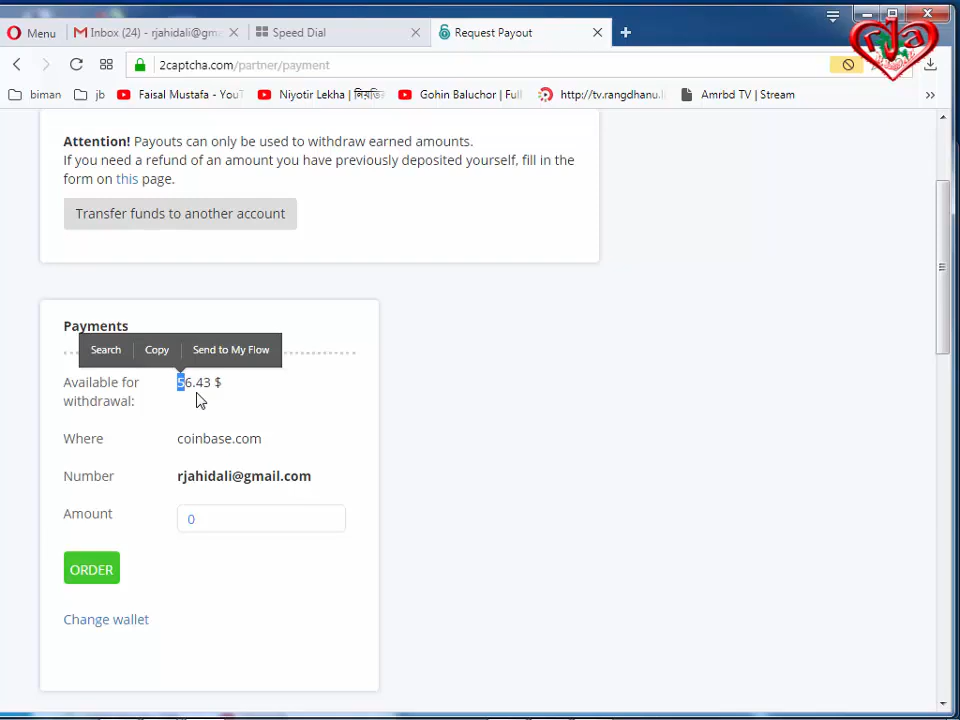 Menu
Inbox (24) - rjahidali@gm
Speed Dial
Request Payout
rja
2captcha.com/partner/payment
biman
jb
Faisal Mustafa - YouT
Niyotir Lekha | নিয়তির
Gohin Baluchor | Full
http://tv.rangdhanu.
Amrbd TV | Stream
Attention! Payouts can only be used to withdraw earned amounts.
If you need a refund of an amount you have previously deposited yourself, fill in the
form on this page.
Transfer funds to another account
Payments
Search
Copy
Send to My Flow
Available for
withdrawal:
56.43 $
Where
coinbase.com
Number
rjahidali@gmail.com
Amount
0
ORDER
Change wallet